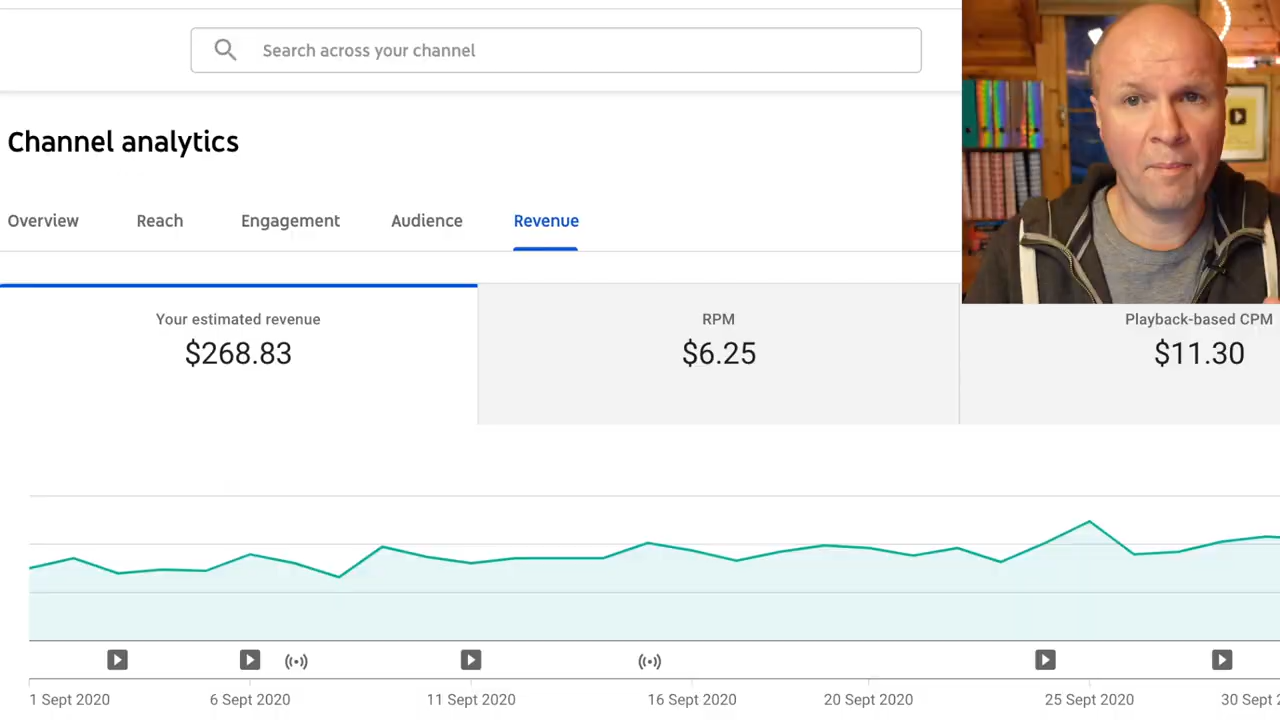 Search across your channel
Channel analytics
Overview Reach Engagement Audience Revenue
Your estimated revenue RPM Playback-based CPM
$268.83 $6.25 $11.30
1 Sept 2020 6 Sept 2020 11 Sept 2020 16 Sept 2020 20 Sept 2020 25 Sept 2020 30 Sept 2